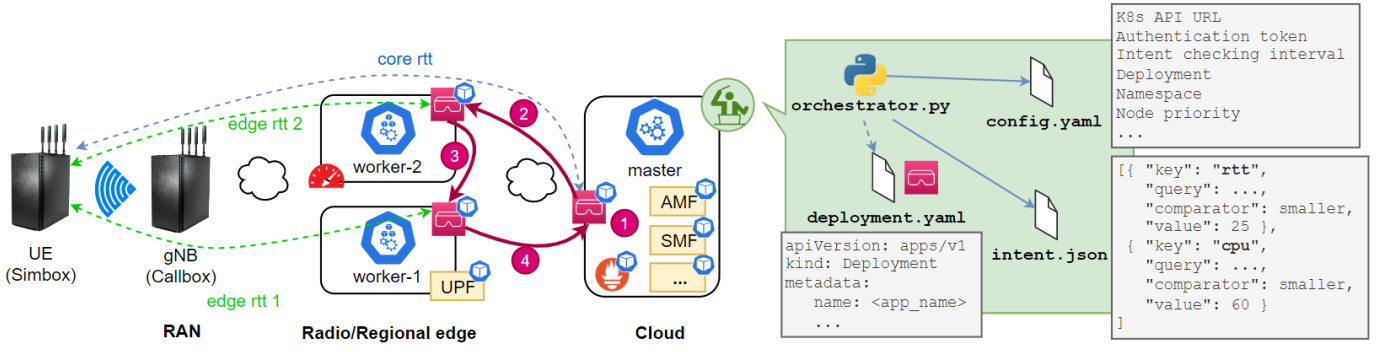 core rtt
edge rtt 2
edge rtt 1
UE
(Simbox)
gNB
(Callbox)
RAN
worker-2
worker-1
UPF
Radio/Regional edge
1
2
3
4
master
AMF
SMF
...
Cloud
orchestrator.py
config.yaml
deployment.yaml
intent.json
apiVersion: apps/v1
kind: Deployment
metadata:
name: <app_name>
...
K8s API URL
Authentication token
Intent checking interval
Deployment
Namespace
Node priority
...
[{ "key": "rtt",
"query": ...,
"comparator": smaller,
"value": 25 },
{ "key": "cpu",
"query": ...,
"comparator": smaller,
"value": 60 }
]